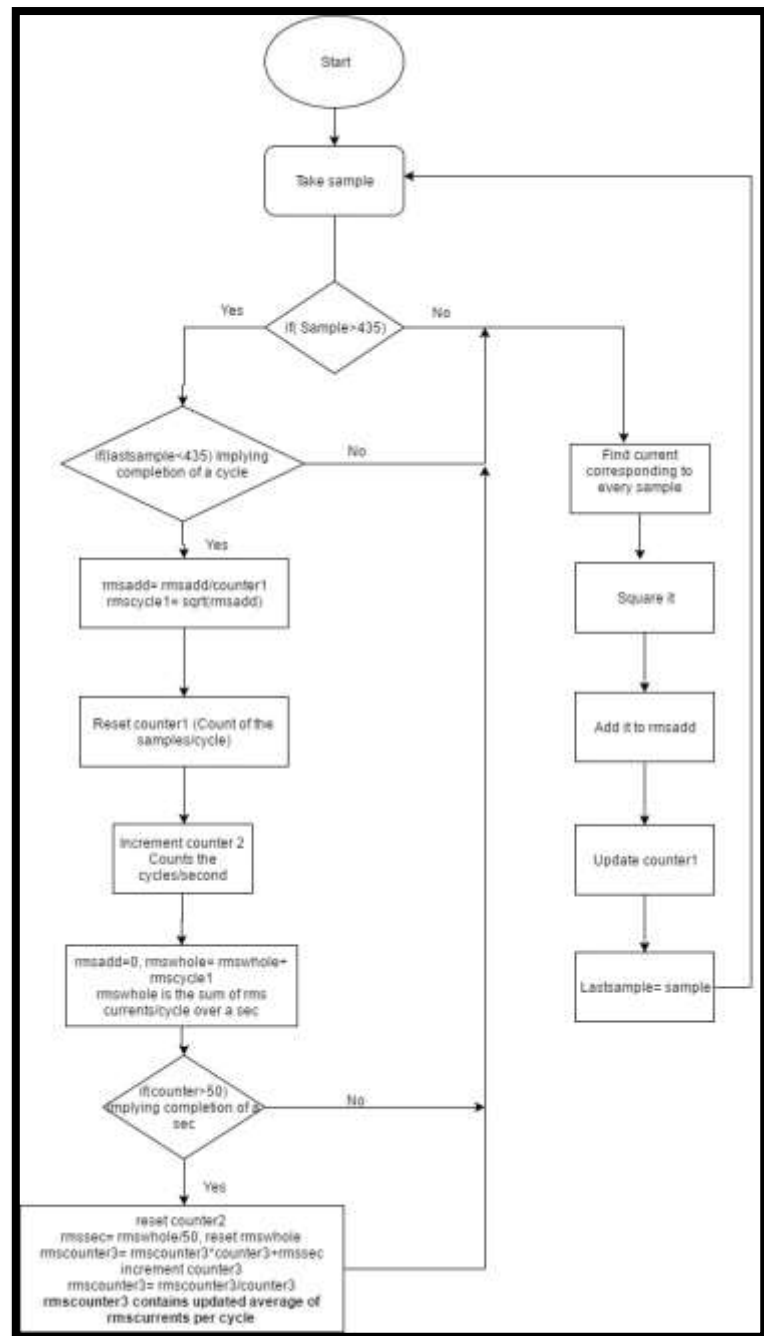 Start
Take sample
Yes
if( Sample>435)
No
if(lastsample<435) Implying
completion of a cycle
No
Yes
rmsadd= rmsadd/counter1
rmscycle1= sqrt(rmsadd)
Reset counter1 (Count of the
samples/cycle)
Increment counter 2
Counts the
cycles/second
rmsadd=0, rmswhole= rmswhole+
rmscycle1
rmswhole is the sum of rms
currents/cycle over a sec
if(counter>50)
Implying completion of a
sec
No
Yes
reset counter2
rmssec= rmswhole/50, reset rmswhole
rmscounter3= rmscounter3*counter3+rmssec
increment counter3
rmscounter3= rmscounter3/counter3
rmscounter3 contains updated average of
rmscurrents per cycle
Find current
corresponding to
every sample
Square it
Add it to rmsadd
Update counter1
Lastsample= sample